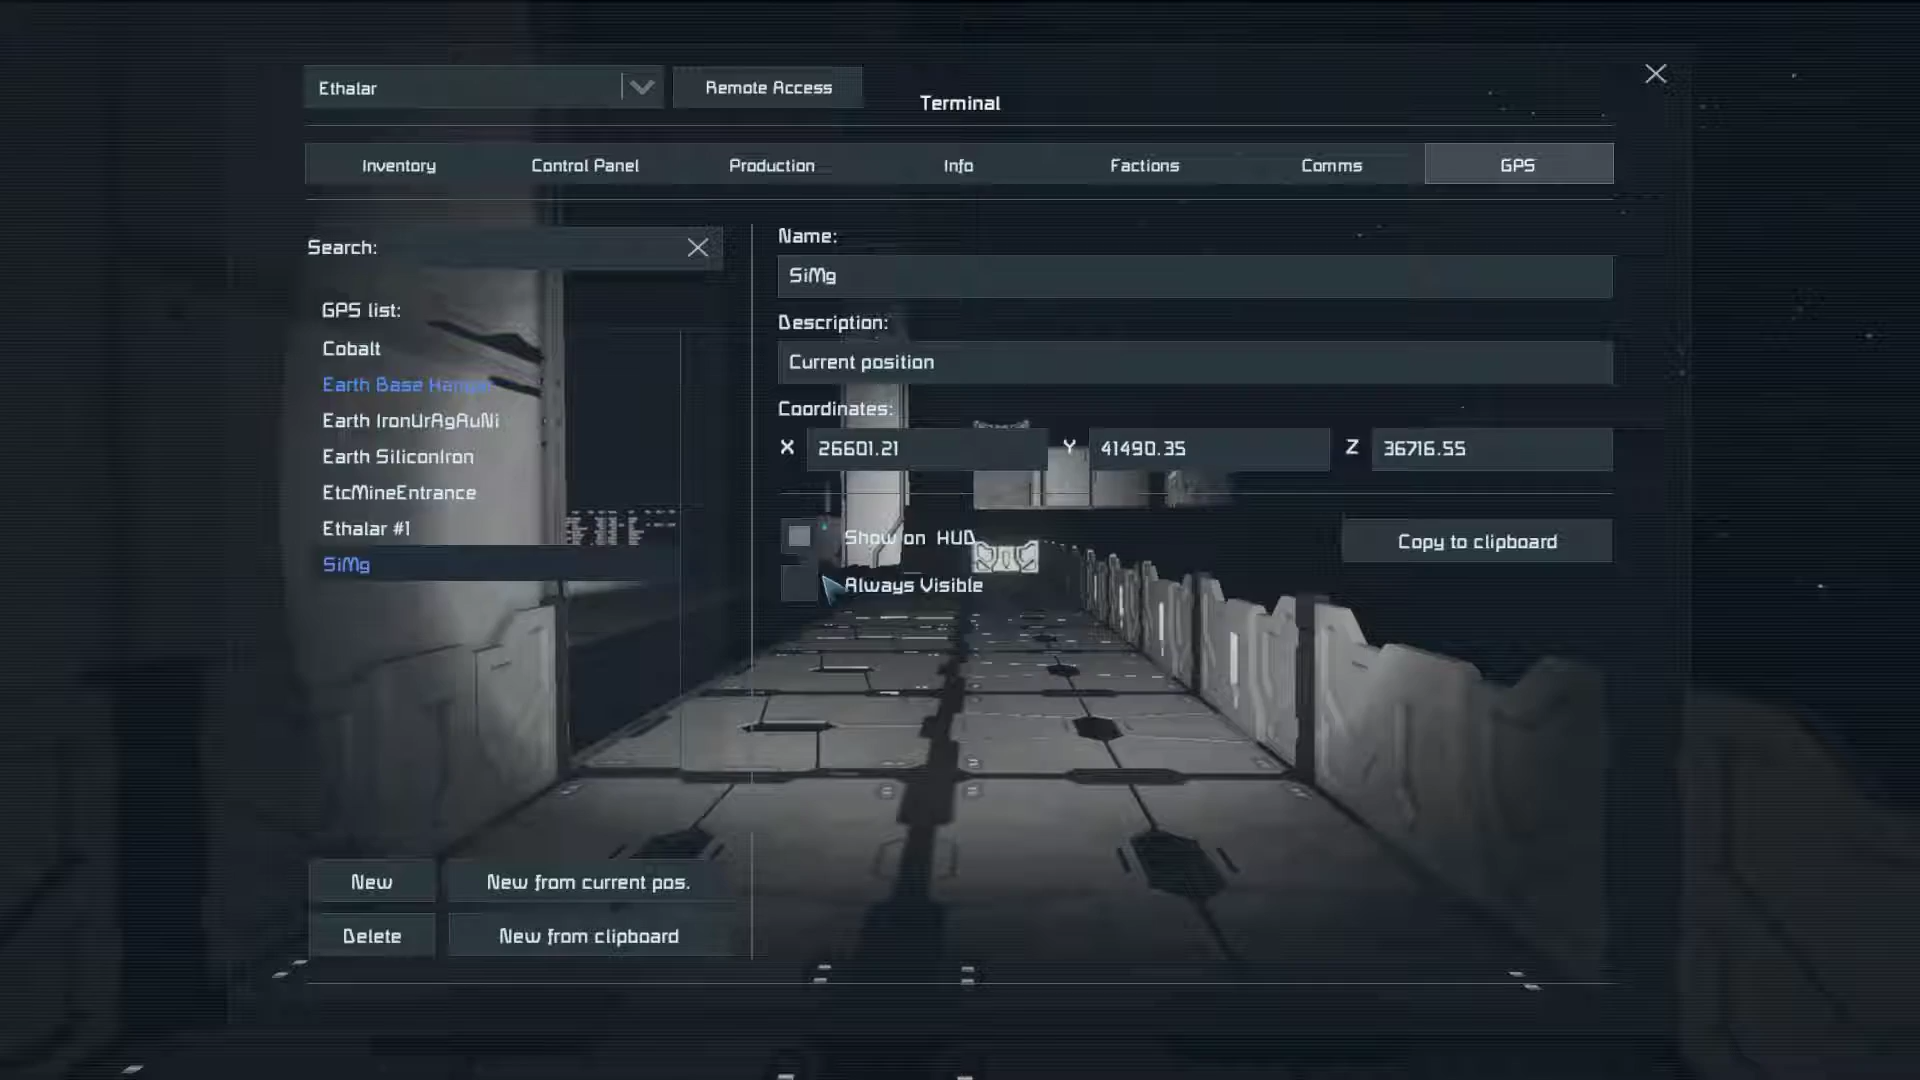 Ethalar
Remote Access
Terminal
Inventory
Control Panel
Production
Info
Factions
Comms
GPS
Search:
GPS list:
Cobalt
Earth Base Hangar
Earth IronUrAgAuNi
Earth SiliconIron
EtcMineEntrance
Ethalar #1
SiMg
Name:
SiMg
Description:
Current position
Coordinates:
X 26601.21 Y 41490.35 Z 36716.55
Show on HUD
Always Visible
Copy to clipboard
New
New from current pos.
Delete
New from clipboard